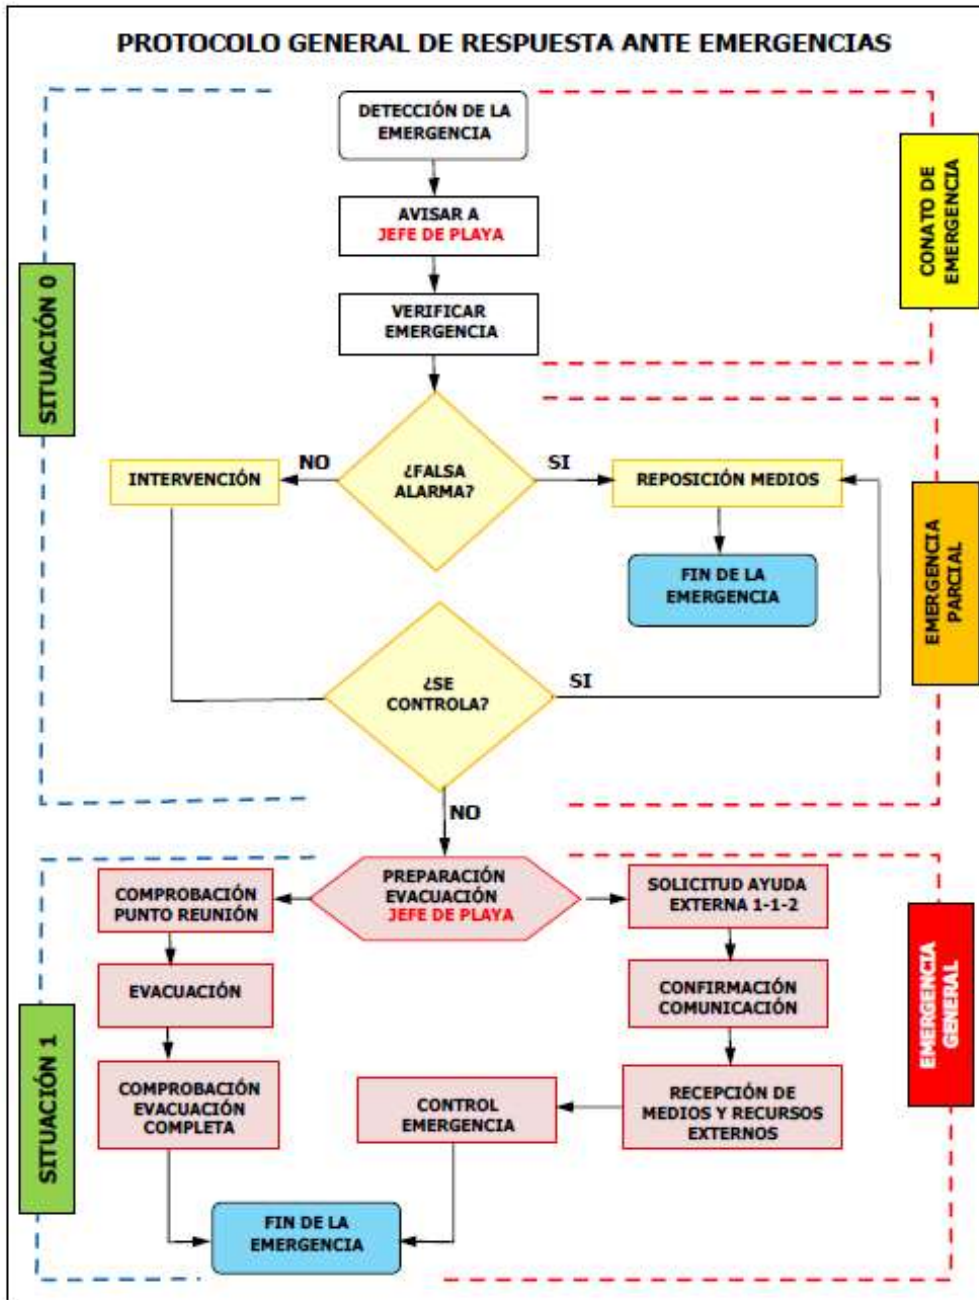 PROTOCOLO GENERAL DE RESPUESTA ANTE EMERGENCIAS
DETECCIÓN DE LA
EMERGENCIA
CONATO DE
EMERGENCIA
AVISAR A
JEFE DE PLAYA
SITUACIÓN 0
VERIFICAR
EMERGENCIA
¿FALSA
ALARMA?
NO
SI
INTERVENCIÓN
REPOSICIÓN MEDIOS
FIN DE LA
EMERGENCIA
EMERGENCIA
PARCIAL
¿SE
CONTROLA?
SI
NO
PREPARACIÓN
EVACUACIÓN
JEFE DE PLAYA
COMPROBACIÓN
PUNTO REUNIÓN
SOLICITUD AYUDA
EXTERNA 1-1-2
EVACUACIÓN
CONFIRMACIÓN
COMUNICACIÓN
EMERGENCIA
GENERAL
SITUACIÓN 1
COMPROBACIÓN
EVACUACIÓN
COMPLETA
CONTROL
EMERGENCIA
RECEPCIÓN DE
MEDIOS Y RECURSOS
EXTERNOS
FIN DE LA
EMERGENCIA